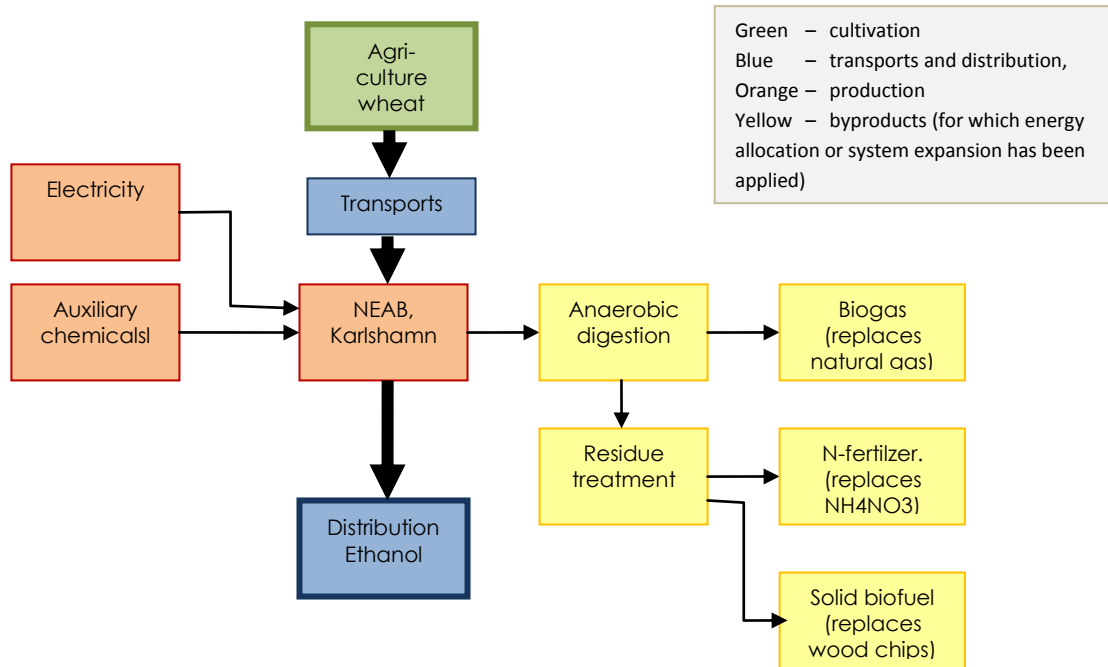 Agri-
culture
wheat
Green – cultivation
Blue – transports and distribution,
Orange – production
Yellow – byproducts (for which energy
allocation or system expansion has been
applied)
Electricity
Transports
Auxiliary
chemicalsl
NEAB,
Karlshamn
Anaerobic
digestion
Biogas
(replaces
natural gas)
Residue
treatment
N-fertilzer.
(replaces
NH4NO3)
Distribution
Ethanol
Solid biofuel
(replaces
wood chips)